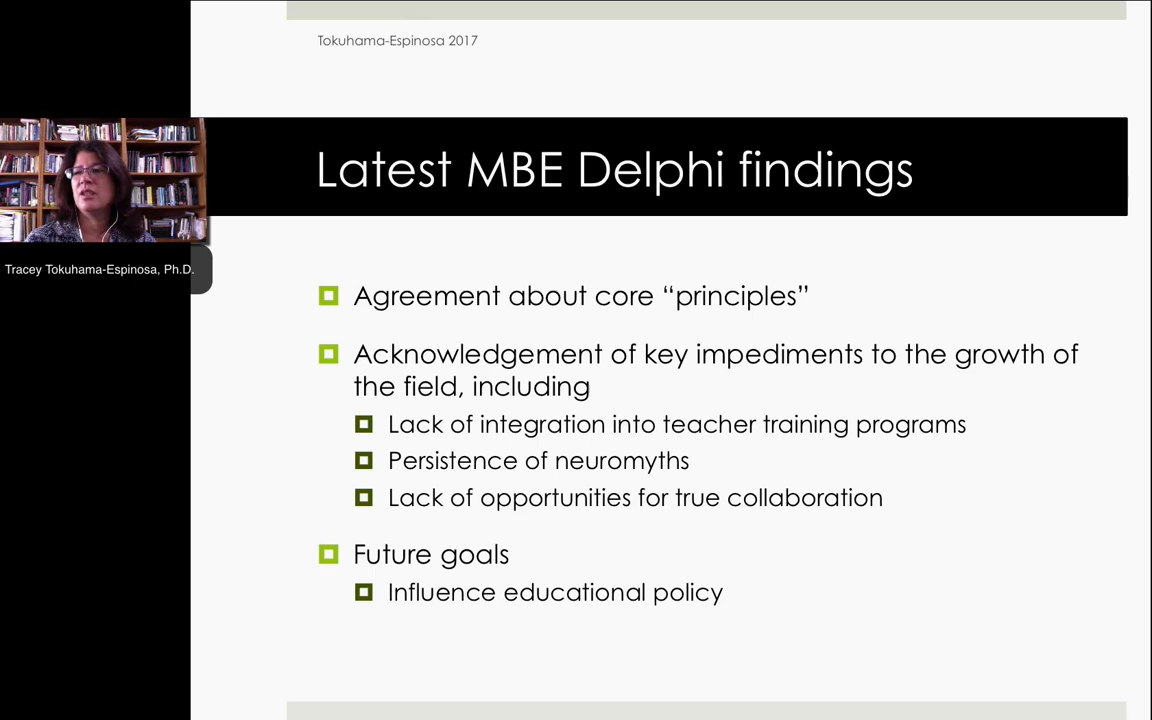 Tokuhama-Espinosa 2017
Latest MBE Delphi findings
Tracey Tokuhama-Espinosa, Ph.D.
Agreement about core “principles”
Acknowledgement of key impediments to the growth of
the field, including
Lack of integration into teacher training programs
Persistence of neuromyths
Lack of opportunities for true collaboration
Future goals
Influence educational policy